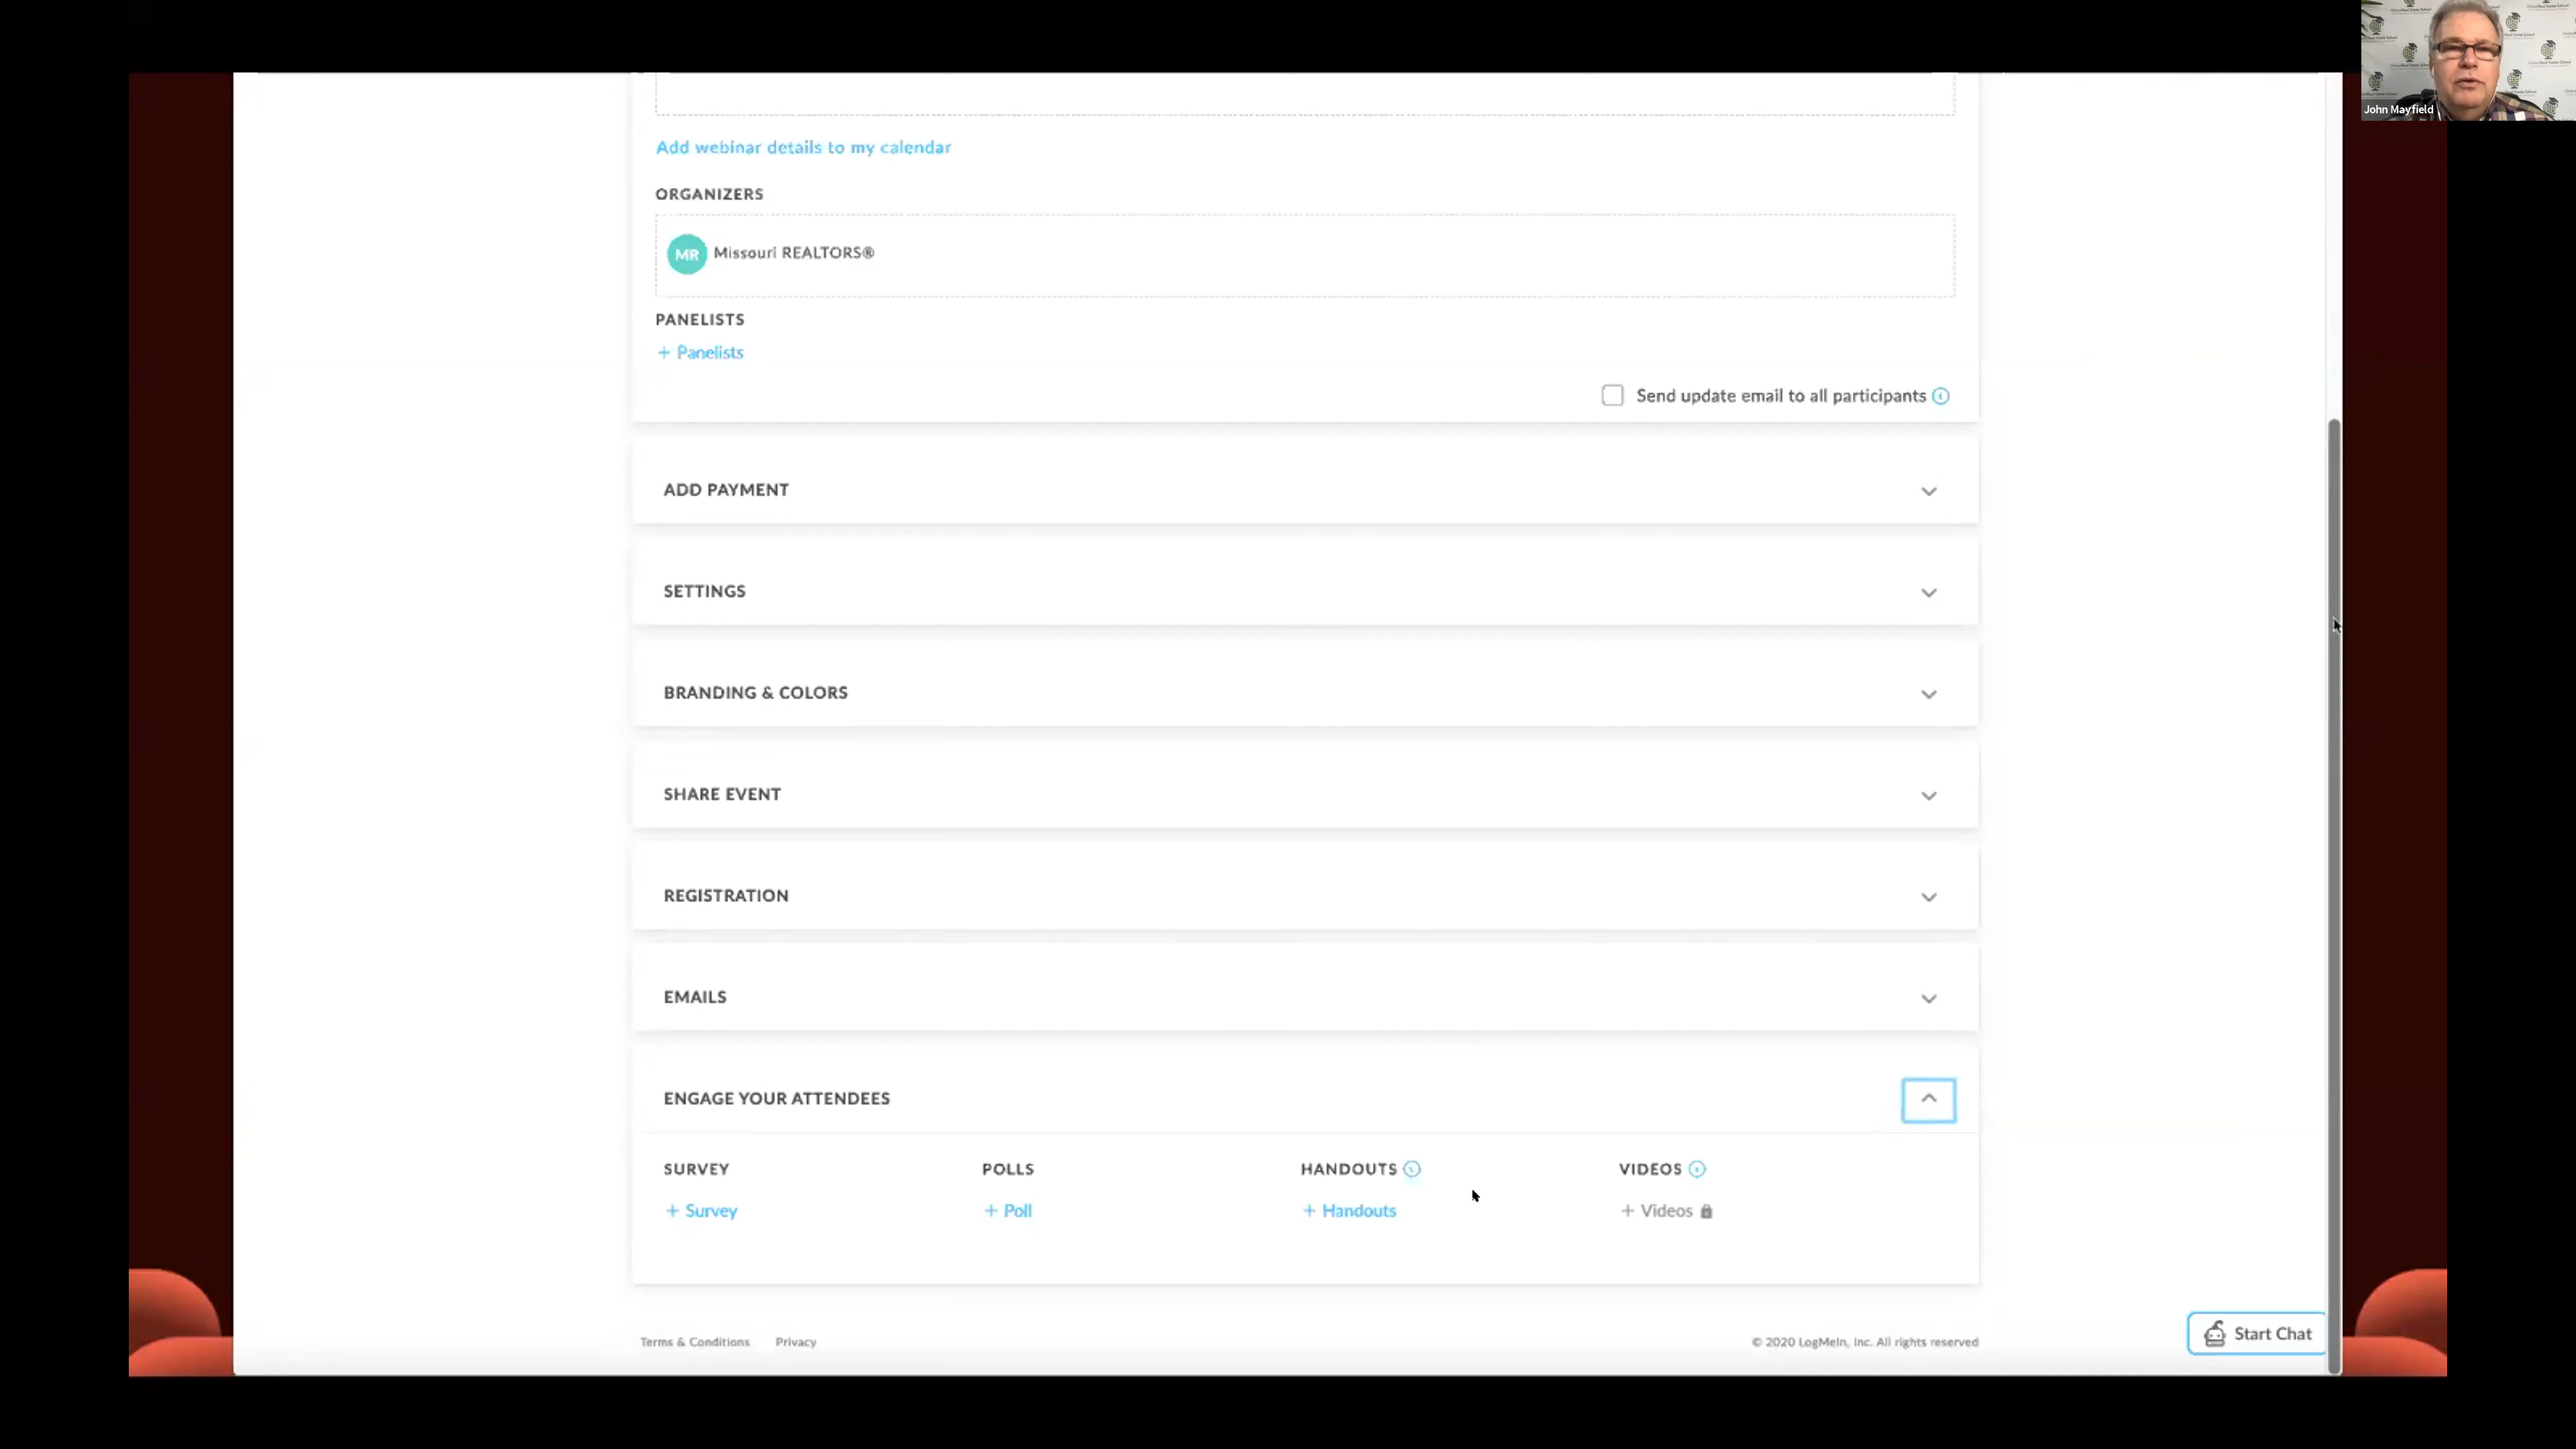 John Mayfield
Add webinar details to my calendar
ORGANIZERS
MR Missouri REALTORS®
PANELISTS
+ Panelists
Send update email to all participants
ADD PAYMENT
SETTINGS
BRANDING & COLORS
SHARE EVENT
REGISTRATION
EMAILS
ENGAGE YOUR ATTENDEES
SURVEY POLLS HANDOUTS VIDEOS
+ Survey + Poll + Handouts + Videos
Terms & Conditions Privacy © 2020 LogMeIn, Inc. All rights reserved
Start Chat